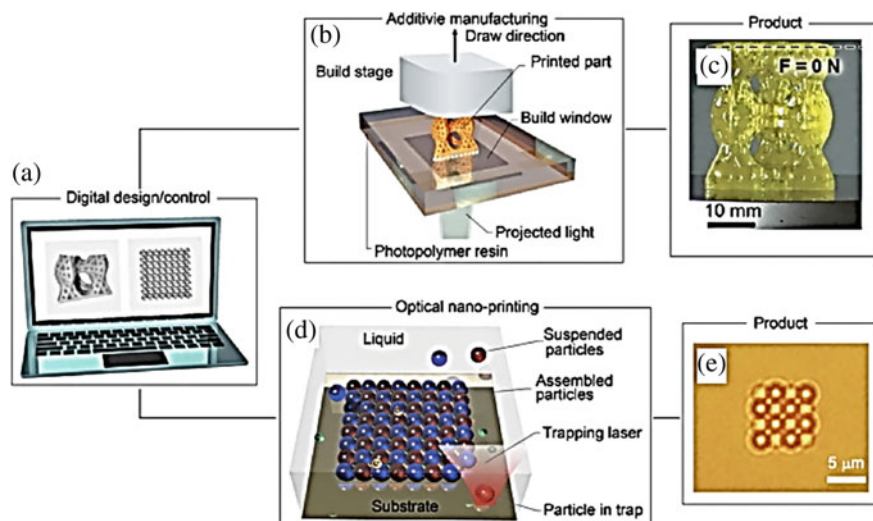 (a)
Digital design/control
Additivie manufacturing
(b)
Draw direction
Build stage
Printed part
Build window
Projected light
Photopolymer resin
Product
(c)
F = 0 N
10 mm
Optical nano-printing
(d)
Liquid
Suspended
particles
Assembled
particles
Trapping laser
Substrate
Particle in trap
Product
(e)
5 μm